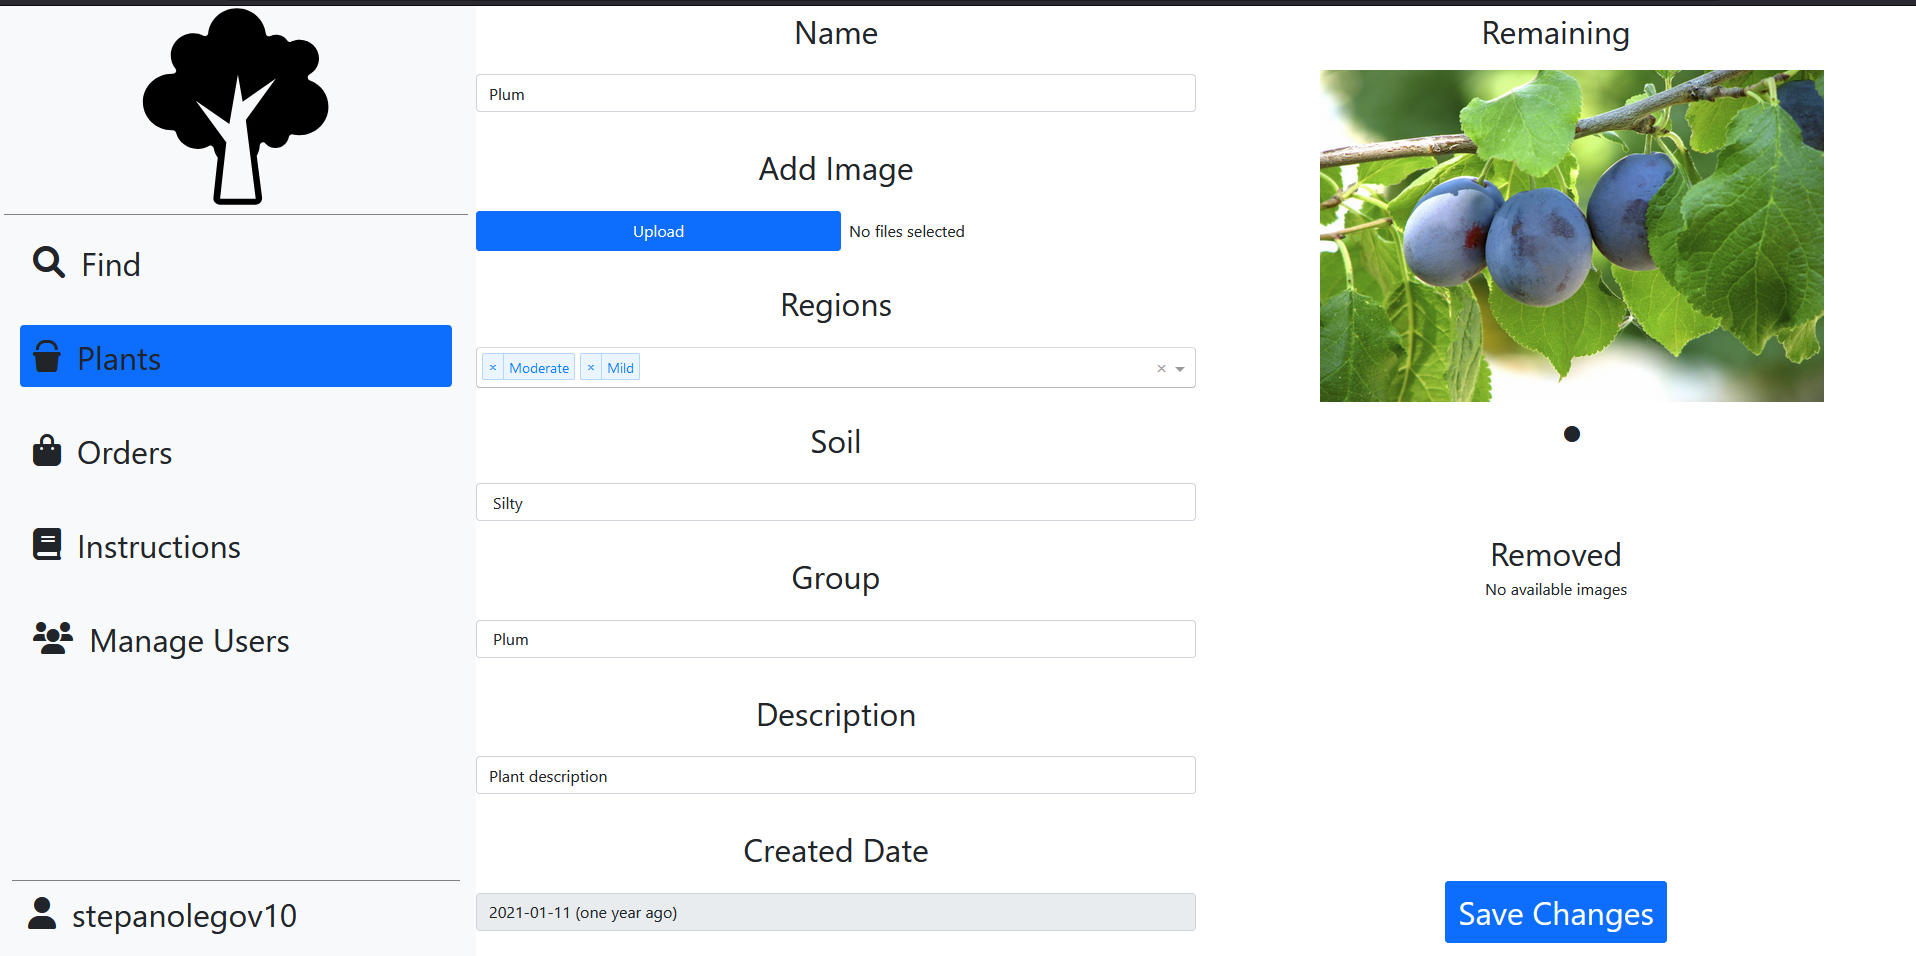 Find
Plants
Orders
Instructions
Manage Users
stepanolegov10
Name
Plum
Add Image
Upload No files selected
Regions
× Moderate × Mild ×
Soil
Silty
Group
Plum
Description
Plant description
Created Date
2021-01-11 (one year ago)
Remaining
Removed
No available images
Save Changes